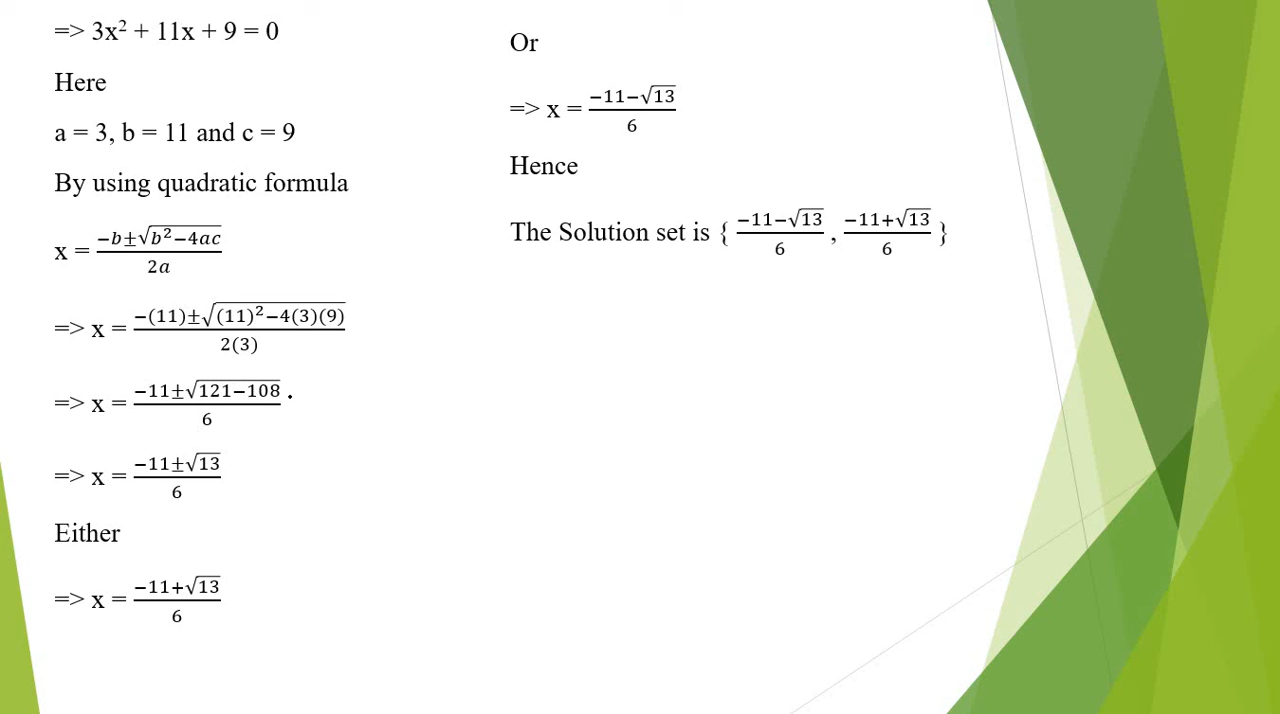 => 3x² + 11x + 9 = 0
Here
a = 3, b = 11 and c = 9
By using quadratic formula
x = (−b±√(b²−4ac))/(2a)
=> x = (−(11)±√((11)²−4(3)(9)))/(2(3))
=> x = (−11±√(121−108))/6 .
=> x = (−11±√13)/6
Either
=> x = (−11+√13)/6
Or
=> x = (−11−√13)/6
Hence
The Solution set is { (−11−√13)/6 , (−11+√13)/6 }